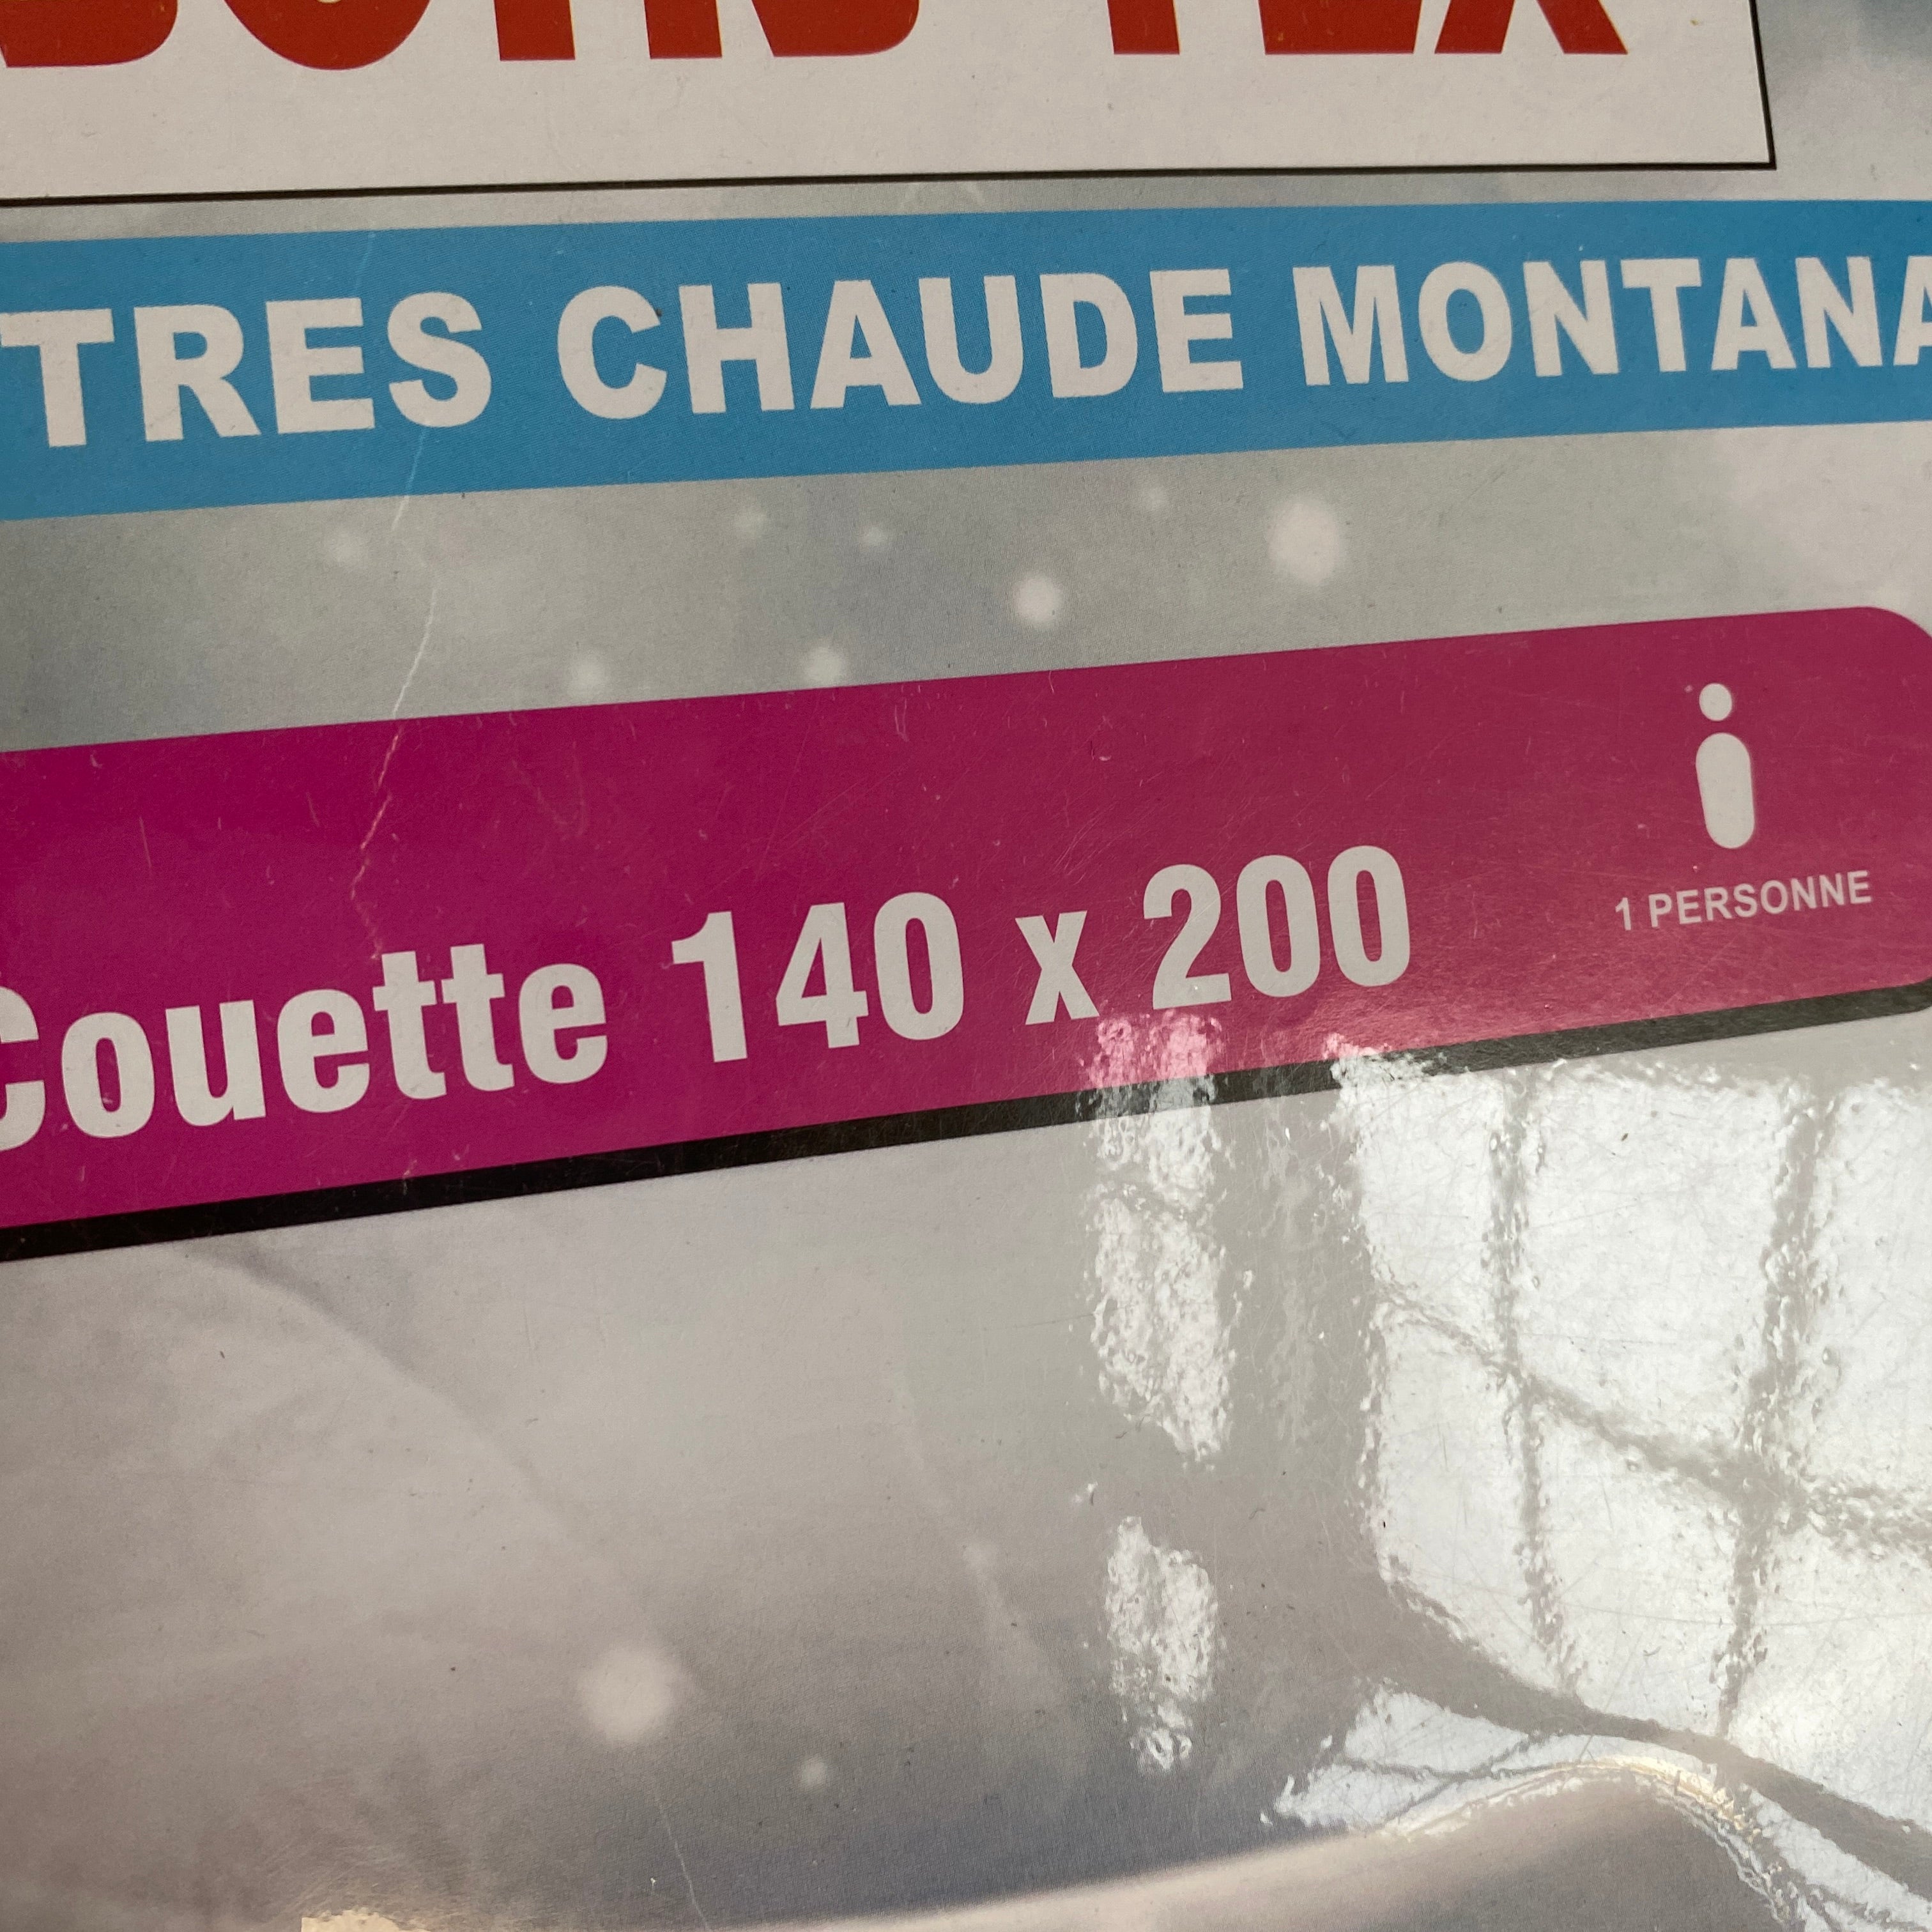 TRES CHAUDE MONTANA
1 PERSONNE
Couette 140 x 200